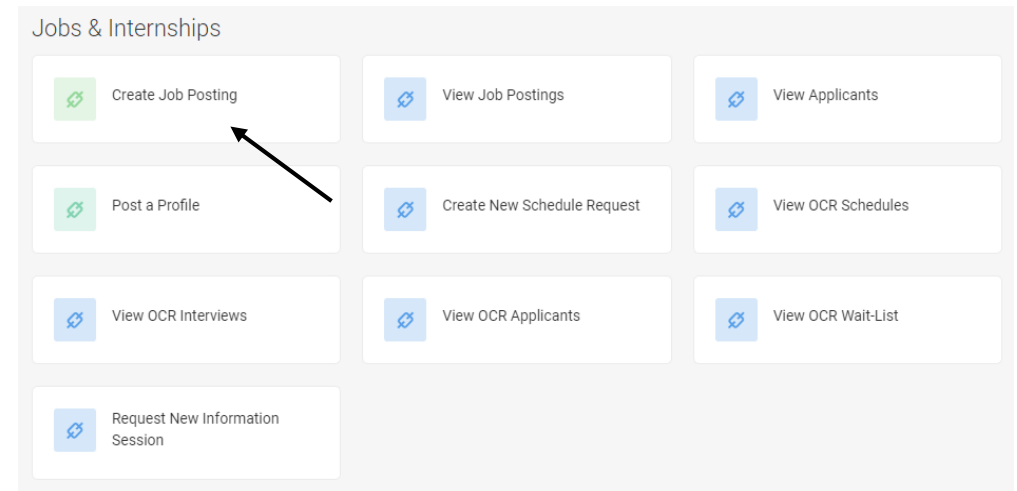 Jobs & Internships
Create Job Posting
View Job Postings
View Applicants
Post a Profile
Create New Schedule Request
View OCR Schedules
View OCR Interviews
View OCR Applicants
View OCR Wait-List
Request New Information
Session